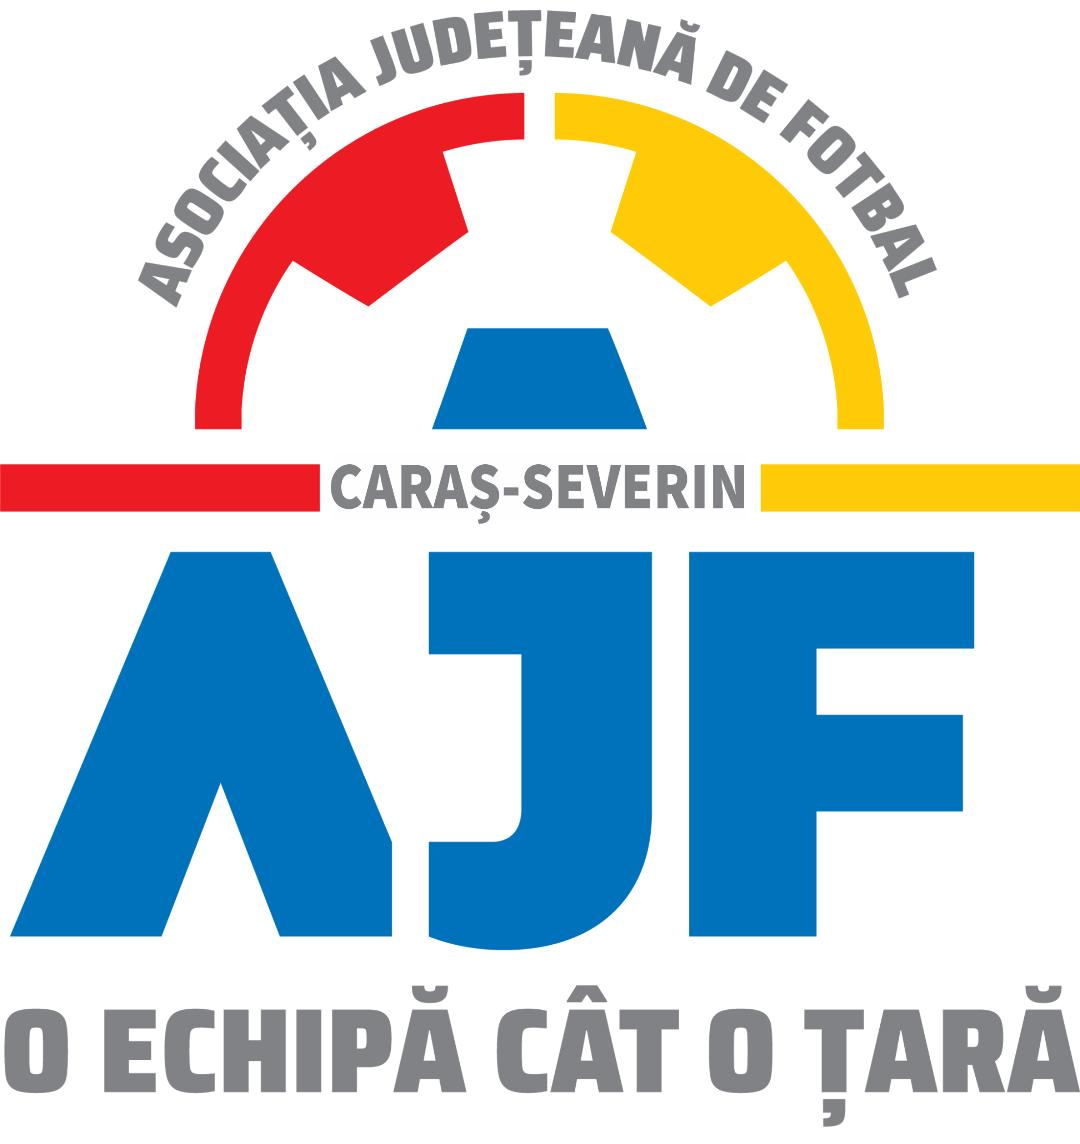 ASOCIAȚIA JUDEȚEANĂ DE FOTBAL
CARAȘ-SEVERIN
AJF
O ECHIPĂ CÂT O ȚARĂ